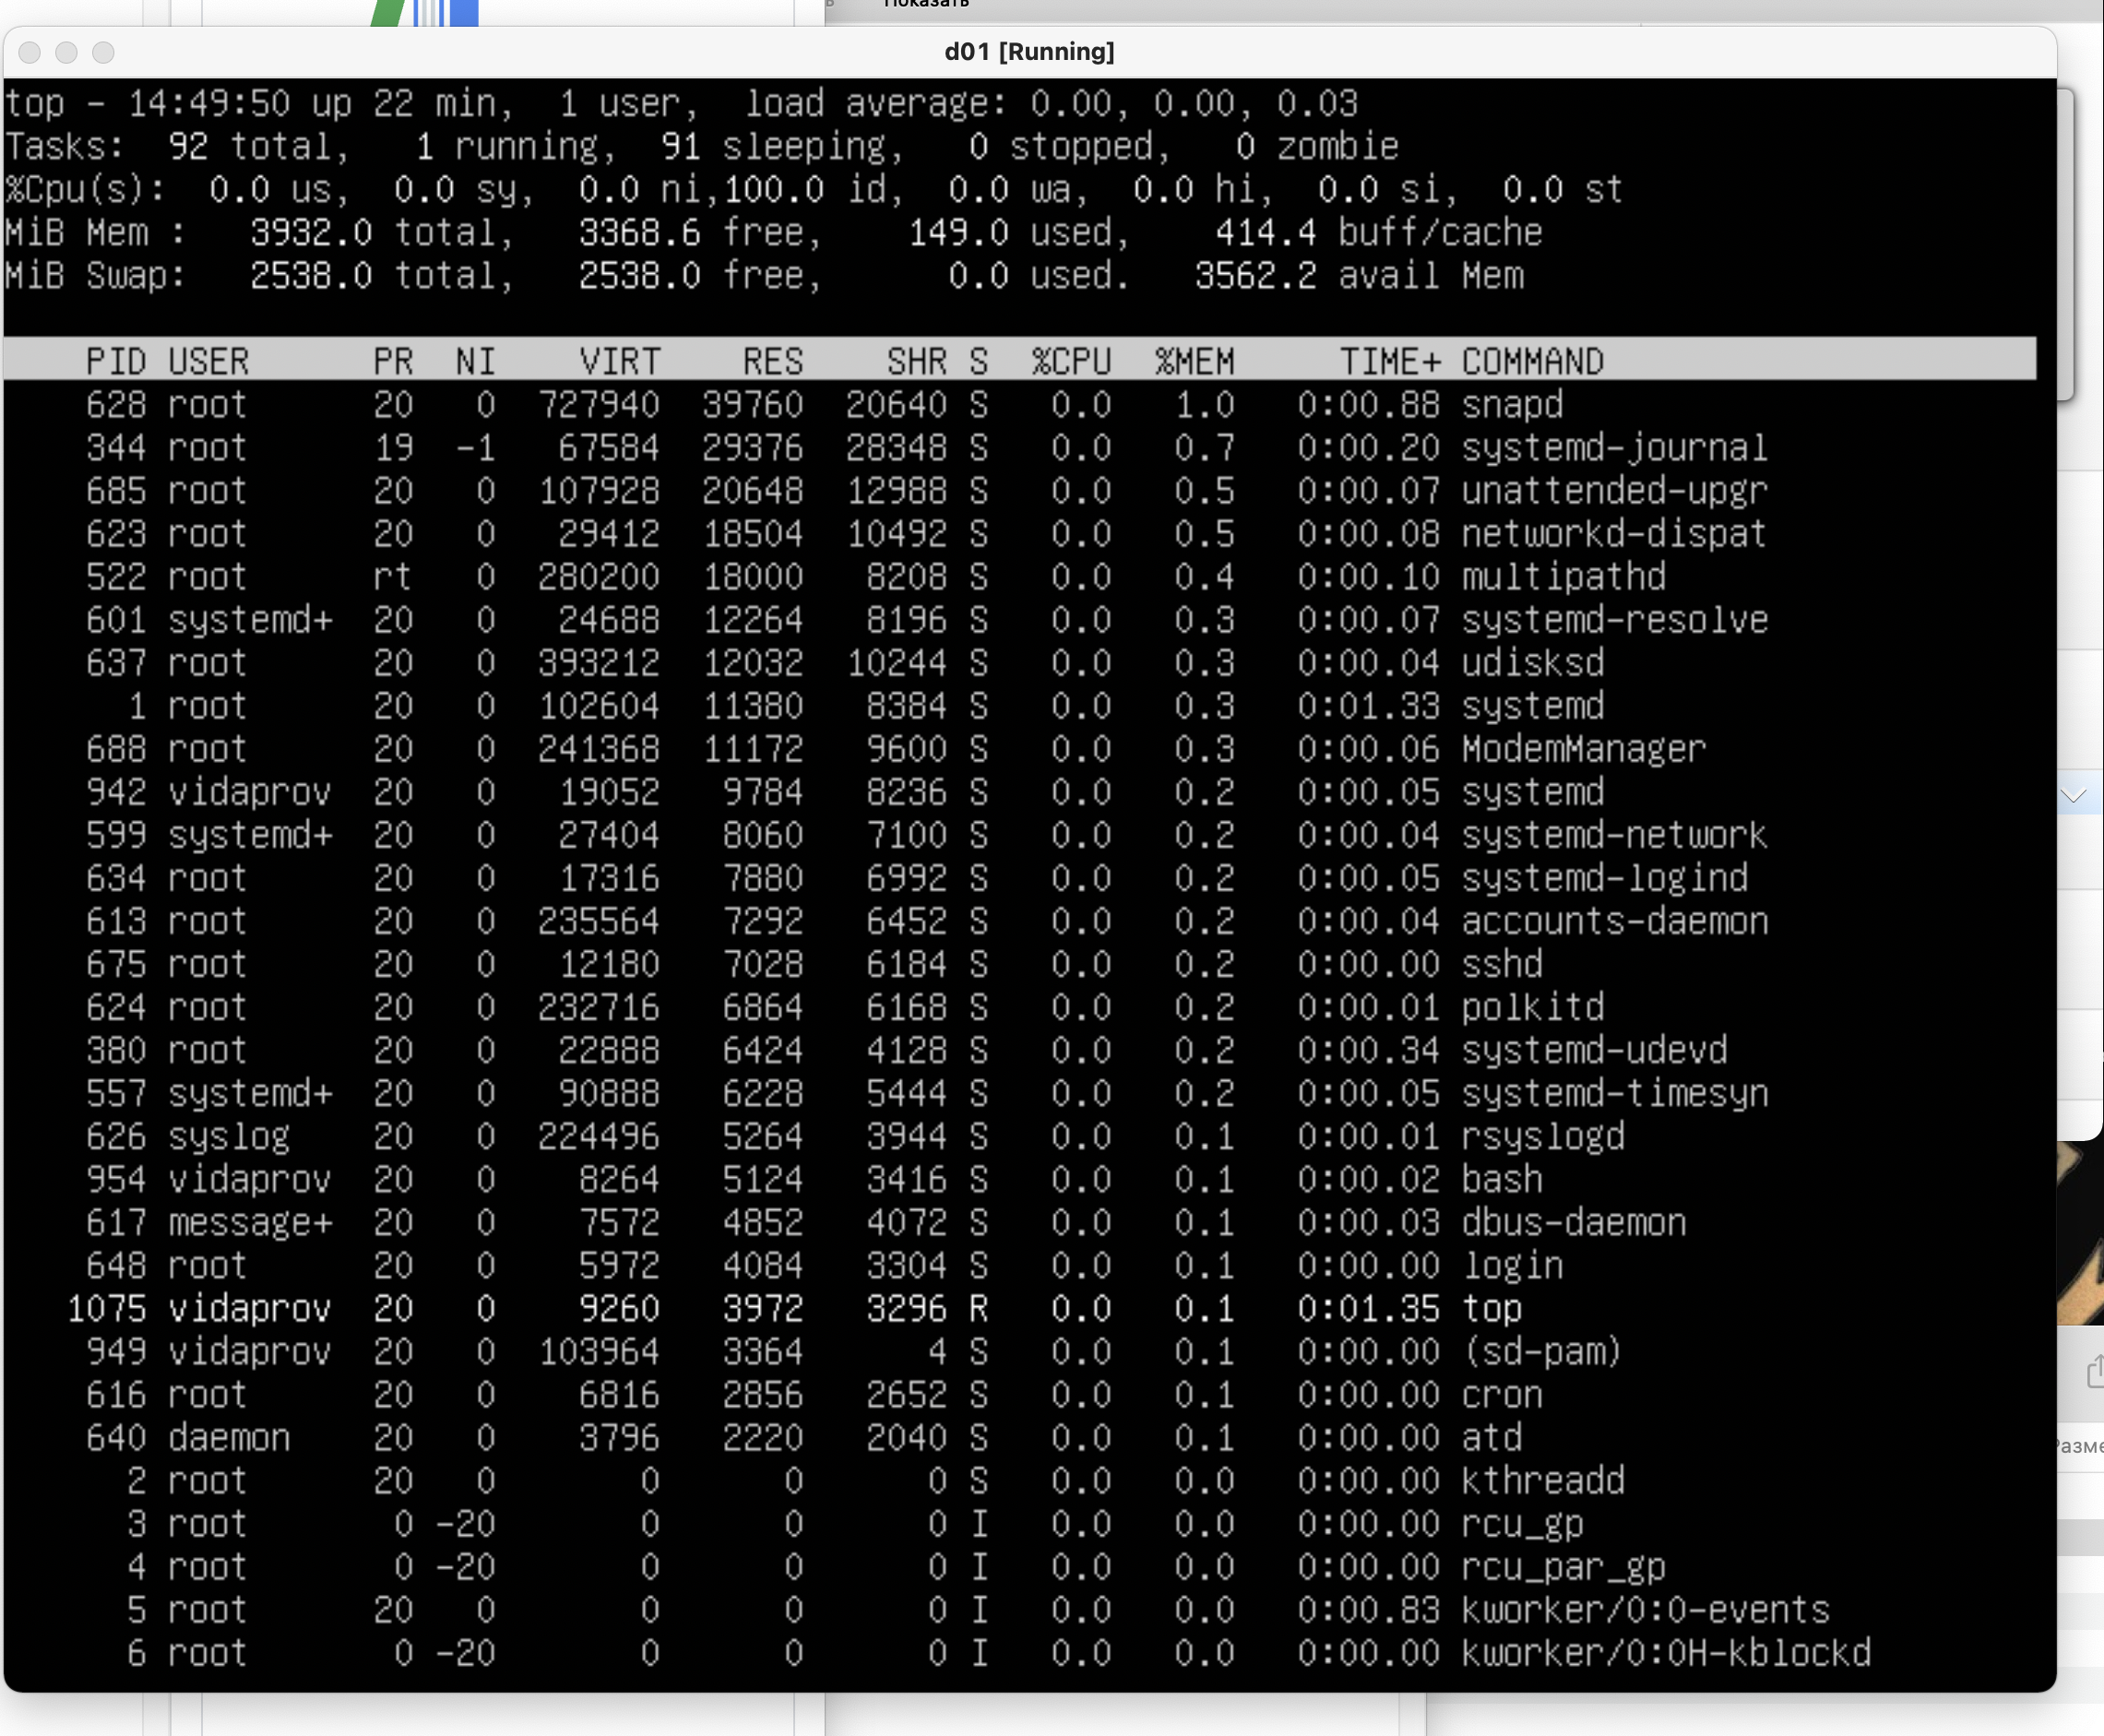 Показать
d01 [Running]
top - 14:49:50 up 22 min,  1 user,  load average: 0.00, 0.00, 0.03
Tasks:  92 total,   1 running,  91 sleeping,   0 stopped,   0 zombie
%Cpu(s):  0.0 us,  0.0 sy,  0.0 ni,100.0 id,  0.0 wa,  0.0 hi,  0.0 si,  0.0 st
MiB Mem :   3932.0 total,   3368.6 free,    149.0 used,    414.4 buff/cache
MiB Swap:   2538.0 total,   2538.0 free,      0.0 used.   3562.2 avail Mem
PID USER      PR  NI    VIRT    RES    SHR S  %CPU  %MEM     TIME+ COMMAND
628 root      20   0  727940  39760  20640 S   0.0   1.0   0:00.88 snapd
344 root      19  -1   67584  29376  28348 S   0.0   0.7   0:00.20 systemd-journal
685 root      20   0  107928  20648  12988 S   0.0   0.5   0:00.07 unattended-upgr
623 root      20   0   29412  18504  10492 S   0.0   0.5   0:00.08 networkd-dispat
522 root      rt   0  280200  18000   8208 S   0.0   0.4   0:00.10 multipathd
601 systemd+  20   0   24688  12264   8196 S   0.0   0.3   0:00.07 systemd-resolve
637 root      20   0  393212  12032  10244 S   0.0   0.3   0:00.04 udisksd
1 root      20   0  102604  11380   8384 S   0.0   0.3   0:01.33 systemd
688 root      20   0  241368  11172   9600 S   0.0   0.3   0:00.06 ModemManager
942 vidaprov  20   0   19052   9784   8236 S   0.0   0.2   0:00.05 systemd
599 systemd+  20   0   27404   8060   7100 S   0.0   0.2   0:00.04 systemd-network
634 root      20   0   17316   7880   6992 S   0.0   0.2   0:00.05 systemd-logind
613 root      20   0  235564   7292   6452 S   0.0   0.2   0:00.04 accounts-daemon
675 root      20   0   12180   7028   6184 S   0.0   0.2   0:00.00 sshd
624 root      20   0  232716   6864   6168 S   0.0   0.2   0:00.01 polkitd
380 root      20   0   22888   6424   4128 S   0.0   0.2   0:00.34 systemd-udevd
557 systemd+  20   0   90888   6228   5444 S   0.0   0.2   0:00.05 systemd-timesyn
626 syslog    20   0  224496   5264   3944 S   0.0   0.1   0:00.01 rsyslogd
954 vidaprov  20   0    8264   5124   3416 S   0.0   0.1   0:00.02 bash
617 message+  20   0    7572   4852   4072 S   0.0   0.1   0:00.03 dbus-daemon
648 root      20   0    5972   4084   3304 S   0.0   0.1   0:00.00 login
1075 vidaprov  20   0    9260   3972   3296 R   0.0   0.1   0:01.35 top
949 vidaprov  20   0  103964   3364      4 S   0.0   0.1   0:00.00 (sd-pam)
616 root      20   0    6816   2856   2652 S   0.0   0.1   0:00.00 cron
640 daemon    20   0    3796   2220   2040 S   0.0   0.1   0:00.00 atd
2 root      20   0       0      0      0 S   0.0   0.0   0:00.00 kthreadd
3 root       0 -20       0      0      0 I   0.0   0.0   0:00.00 rcu_gp
4 root       0 -20       0      0      0 I   0.0   0.0   0:00.00 rcu_par_gp
5 root      20   0       0      0      0 I   0.0   0.0   0:00.83 kworker/0:0-events
6 root       0 -20       0      0      0 I   0.0   0.0   0:00.00 kworker/0:0H-kblockd